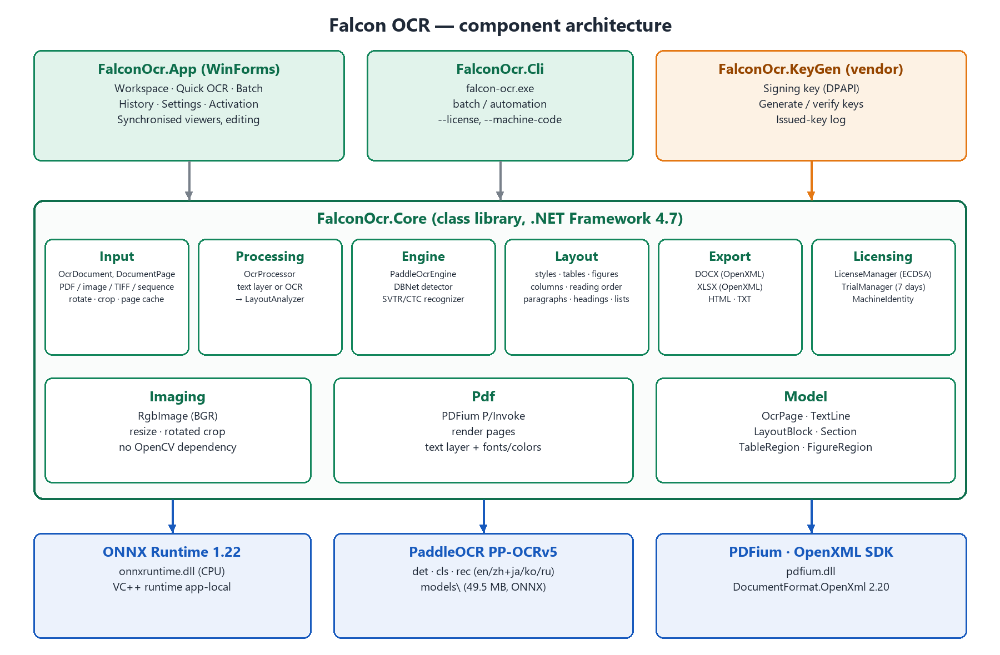 Falcon OCR — component architecture
FalconOcr.App (WinForms)
Workspace · Quick OCR · Batch
History · Settings · Activation
Synchronised viewers, editing
FalconOcr.Cli
falcon-ocr.exe
batch / automation
--license, --machine-code
FalconOcr.KeyGen (vendor)
Signing key (DPAPI)
Generate / verify keys
Issued-key log
FalconOcr.Core (class library, .NET Framework 4.7)
Input
OcrDocument, DocumentPage
PDF / image / TIFF / sequence
rotate · crop · page cache
Processing
OcrProcessor
text layer or OCR
→ LayoutAnalyzer
Engine
PaddleOcrEngine
DBNet detector
SVTR/CTC recognizer
Layout
styles · tables · figures
columns · reading order
paragraphs · headings · lists
Export
DOCX (OpenXML)
XLSX (OpenXML)
HTML · TXT
Licensing
LicenseManager (ECDSA)
TrialManager (7 days)
MachineIdentity
Imaging
RgbImage (BGR)
resize · rotated crop
no OpenCV dependency
Pdf
PDFium P/Invoke
render pages
text layer + fonts/colors
Model
OcrPage · TextLine
LayoutBlock · Section
TableRegion · FigureRegion
ONNX Runtime 1.22
onnxruntime.dll (CPU)
VC++ runtime app-local
PaddleOCR PP-OCRv5
det · cls · rec (en/zh+ja/ko/ru)
models\ (49.5 MB, ONNX)
PDFium · OpenXML SDK
pdfium.dll
DocumentFormat.OpenXml 2.20